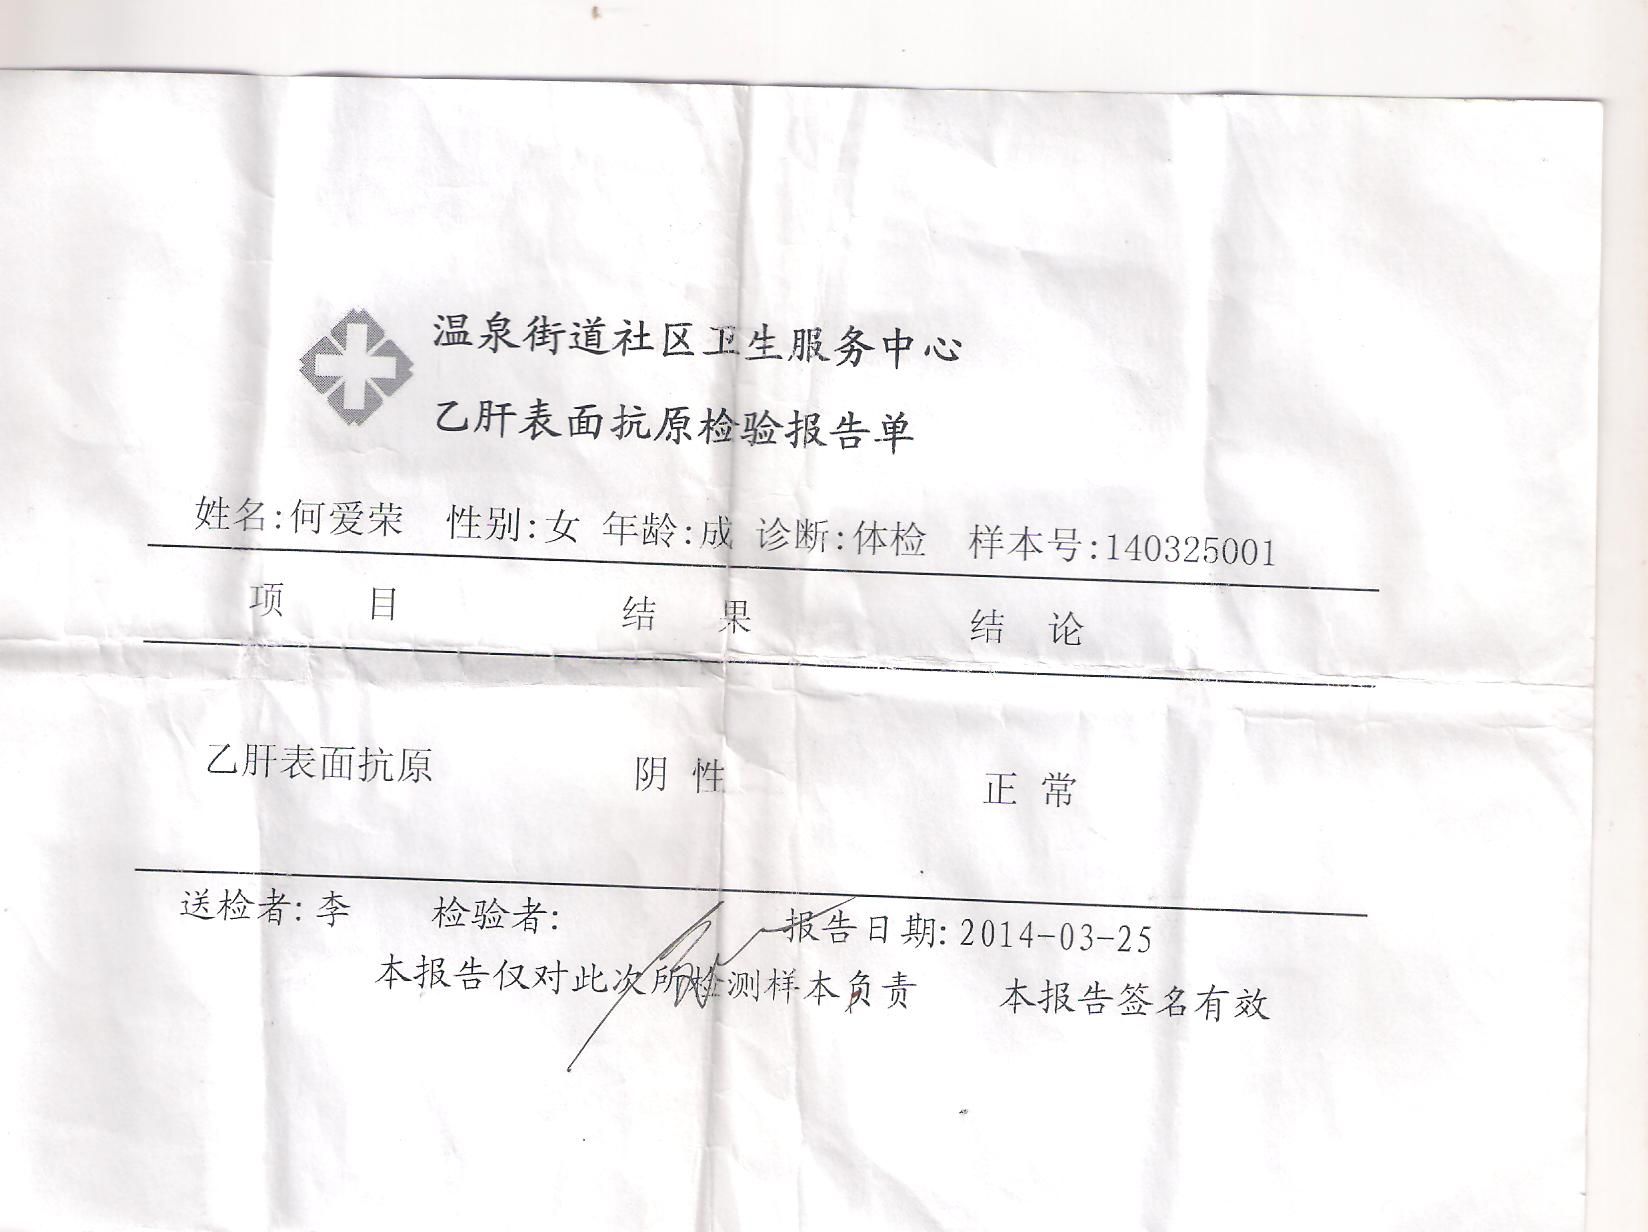 温泉街道社区卫生服务中心
乙肝表面抗原检验报告单
姓名:何爱荣 性别:女 年龄:成 诊断:体检 样本号:140325001
项 目 结 果 结 论
乙肝表面抗原 阴 性 正 常
送检者:李 检验者: 报告日期:2014-03-25
本报告仅对此次所检测样本负责 本报告签名有效